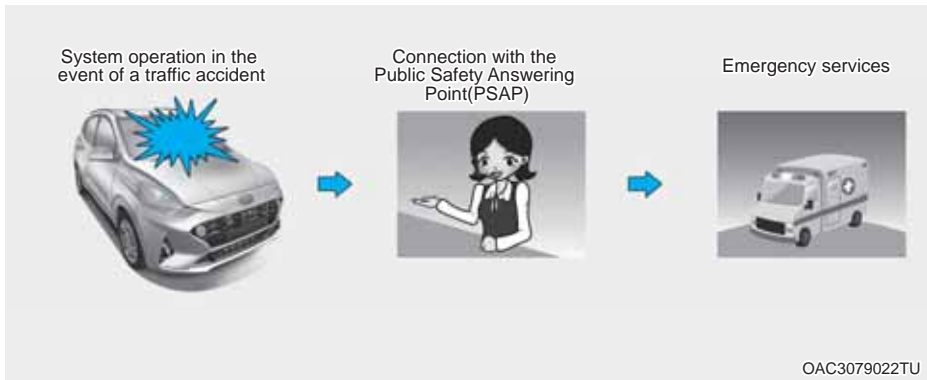 System operation in the
event of a traffic accident
Connection with the
Public Safety Answering
Point(PSAP)
Emergency services
OAC3079022TU